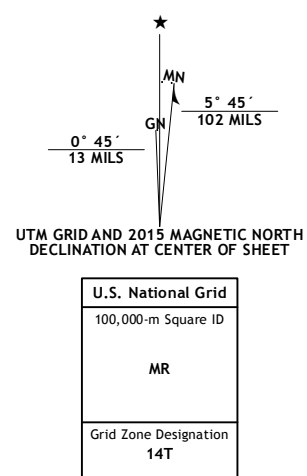 ★
MN
GN
5° 45´
102 MILS
0° 45´
13 MILS
UTM GRID AND 2015 MAGNETIC NORTH
DECLINATION AT CENTER OF SHEET
U.S. National Grid
100,000-m Square ID
MR
Grid Zone Designation
14T